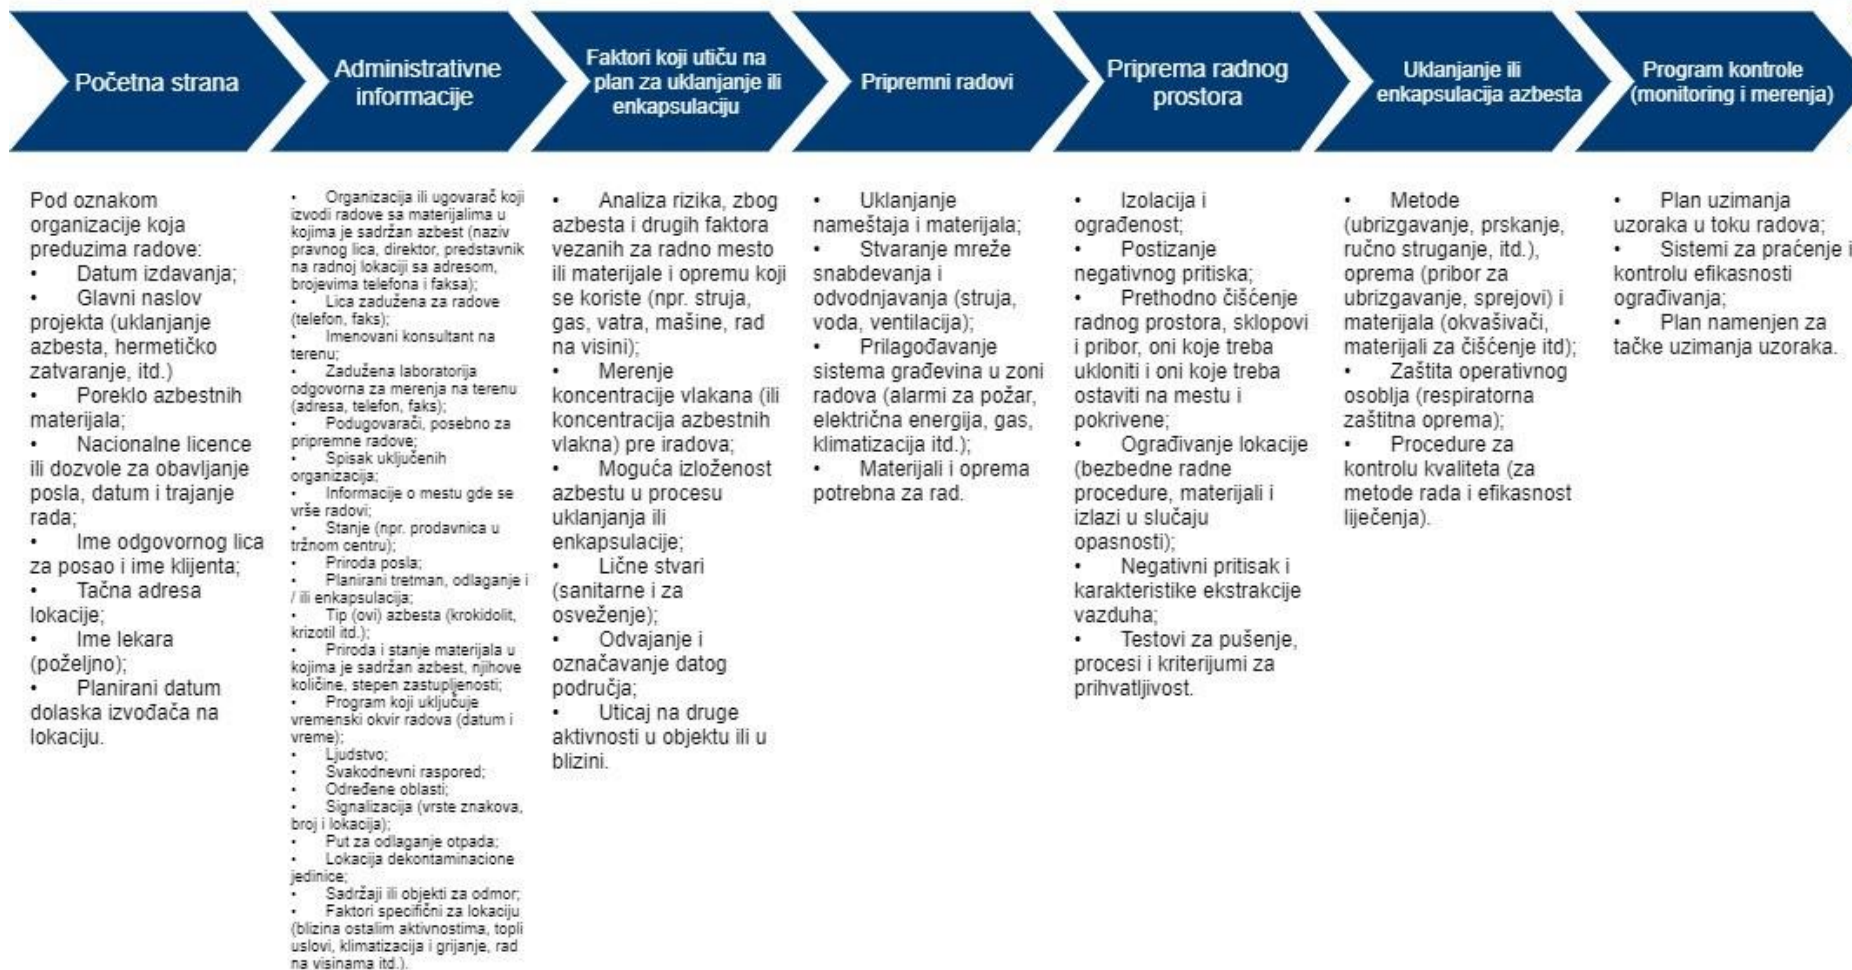 Početna strana
Administrativne
informacije
Faktori koji utiču na
plan za uklanjanje ili
enkapsulaciju
Pripremni radovi
Priprema radnog
prostora
Uklanjanje ili
enkapsulacija azbesta
Program kontrole
(monitoring i merenja)
Pod oznakom
organizacije koja
preduzima radove:
• Datum izdavanja;
• Glavni naslov
projekta (uklanjanje
azbesta, hermetičko
zatvaranje, itd.)
• Poreklo azbestnih
materijala;
• Nacionalne licence
ili dozvole za obavljanje
posla, datum i trajanje
rada;
• Ime odgovornog lica
za posao i ime klijenta;
• Tačna adresa
lokacije;
• Ime lekara
(poželjno);
• Planirani datum
dolaska izvođača na
lokaciju.
• Organizacija ili ugovarač koji
izvodi radove sa materijalima u
kojima je sadržan azbest (naziv
pravnog lica, direktor, predstavnik
na radnoj lokaciji sa adresom,
brojevima telefona i faksa);
• Lica zadužena za radove
(telefon, faks);
• Imenovani konsultant na
terenu;
• Zadužena laboratorija
odgovorna za merenja na terenu
(adresa, telefon, faks);
• Podugovarači, posebno za
pripremne radove;
• Spisak uključenih
organizacija;
• Informacije o mestu gde se
vrše radovi;
• Stanje (npr. prodavnica u
tržnom centru);
• Priroda posla;
• Planirani tretman, odlaganje i
/ ili enkapsulacija;
• Tip (ovi) azbesta (krokidolit,
krizotil itd.);
• Priroda i stanje materijala u
kojima je sadržan azbest, njihove
količine, stepen zastupljenosti;
• Program koji uključuje
vremenski okvir radova (datum i
vreme);
• Ljudstvo;
• Svakodnevni raspored;
• Određene oblasti;
• Signalizacija (vrste znakova,
broj i lokacija);
• Put za odlaganje otpada;
• Lokacija dekontaminacione
jedinice;
• Sadržaji ili objekti za odmor;
• Faktori specifični za lokaciju
(blizina ostalim aktivnostima, topli
uslovi, klimatizacija i grijanje, rad
na visinama itd.).
• Analiza rizika, zbog
azbesta i drugih faktora
vezanih za radno mesto
ili materijale i opremu koji
se koriste (npr. struja,
gas, vatra, mašine, rad
na visini);
• Merenje
koncentracije vlakana (ili
koncentracija azbestnih
vlakna) pre iradova;
• Moguća izloženost
azbestu u procesu
uklanjanja ili
enkapsulacije;
• Lične stvari
(sanitarne i za
osveženje);
• Odvajanje i
označavanje datog
područja;
• Uticaj na druge
aktivnosti u objektu ili u
blizini.
• Uklanjanje
nameštaja i materijala;
• Stvaranje mreže
snabdevanja i
odvodnjavanja (struja,
voda, ventilacija);
• Prilagođavanje
sistema građevina u zoni
radova (alarmi za požar,
električna energija, gas,
klimatizacija itd.);
• Materijali i oprema
potrebna za rad.
• Izolacija i
ograđenost;
• Postizanje
negativnog pritiska;
• Prethodno čišćenje
radnog prostora, sklopovi
i pribor, oni koje treba
ukloniti i oni koje treba
ostaviti na mestu i
pokrivene;
• Ograđivanje lokacije
(bezbedne radne
procedure, materijali i
izlazi u slučaju
opasnosti);
• Negativni pritisak i
karakteristike ekstrakcije
vazduha;
• Testovi za pušenje,
procesi i kriterijumi za
prihvatljivost.
• Metode
(ubrizgavanje, prskanje,
ručno struganje, itd.),
oprema (pribor za
ubrizgavanje, sprejovi) i
materijala (okvašivači,
materijali za čišćenje itd);
• Zaštita operativnog
osoblja (respiratorna
zaštitna oprema);
• Procedure za
kontrolu kvaliteta (za
metode rada i efikasnost
liječenja).
• Plan uzimanja
uzoraka u toku radova;
• Sistemi za praćenje i
kontrolu efikasnosti
ograđivanja;
• Plan namenjen za
tačke uzimanja uzoraka.